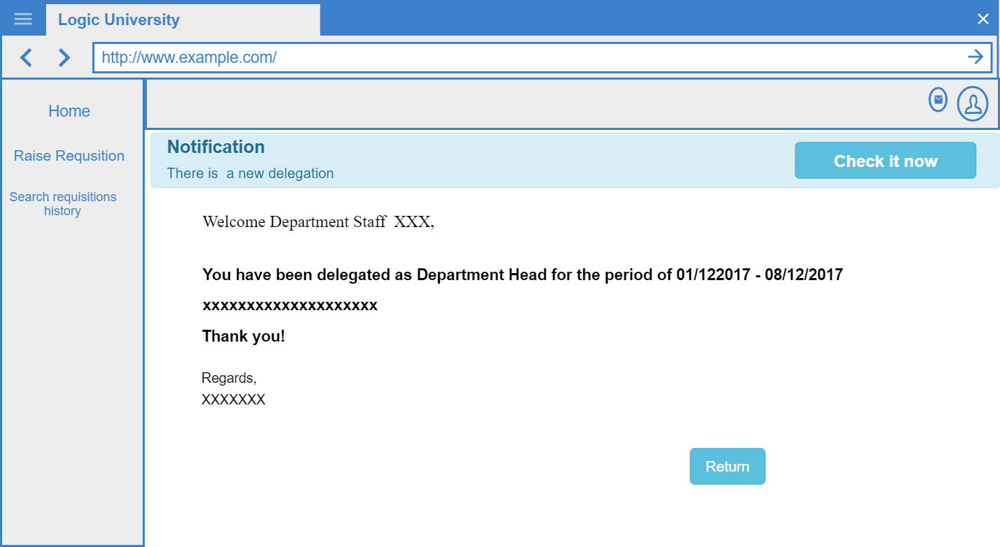 Logic University
http://www.example.com/
Home
Raise Requsition
Search requisitions
history
Notification
There is  a new delegation
Check it now
Welcome Department Staff  XXX,
You have been delegated as Department Head for the period of 01/122017 - 08/12/2017
xxxxxxxxxxxxxxxxxxxx
Thank you!
Regards,
XXXXXXX
Return